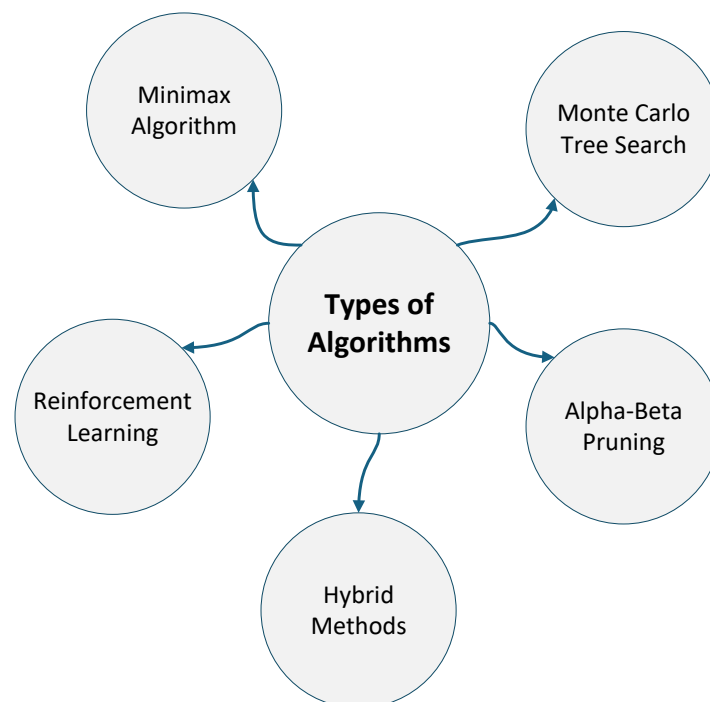 Minimax
Algorithm
Monte Carlo
Tree Search
Types of
Algorithms
Reinforcement
Learning
Alpha-Beta
Pruning
Hybrid
Methods